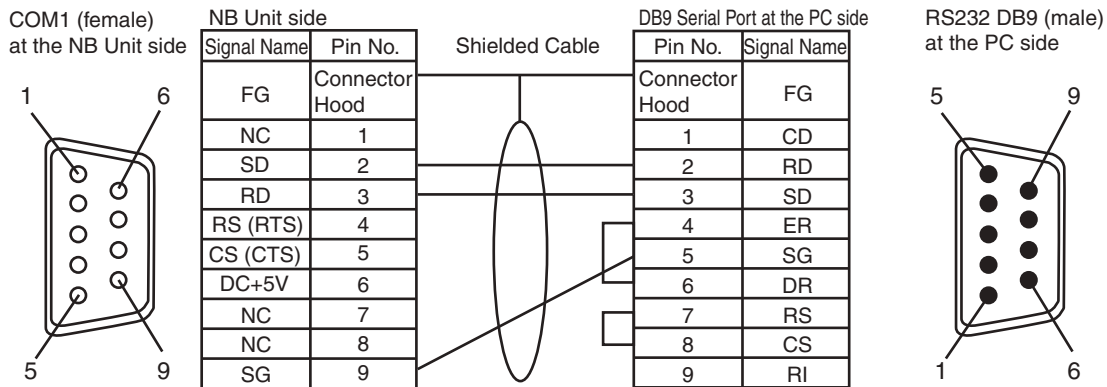 COM1 (female)
at the NB Unit side
1 6
5 9
NB Unit side
Signal Name Pin No.
FG Connector Hood
NC 1
SD 2
RD 3
RS (RTS) 4
CS (CTS) 5
DC+5V 6
NC 7
NC 8
SG 9
Shielded Cable
DB9 Serial Port at the PC side
Pin No. Signal Name
Connector Hood FG
1 CD
2 RD
3 SD
4 ER
5 SG
6 DR
7 RS
8 CS
9 RI
RS232 DB9 (male)
at the PC side
5 9
1 6